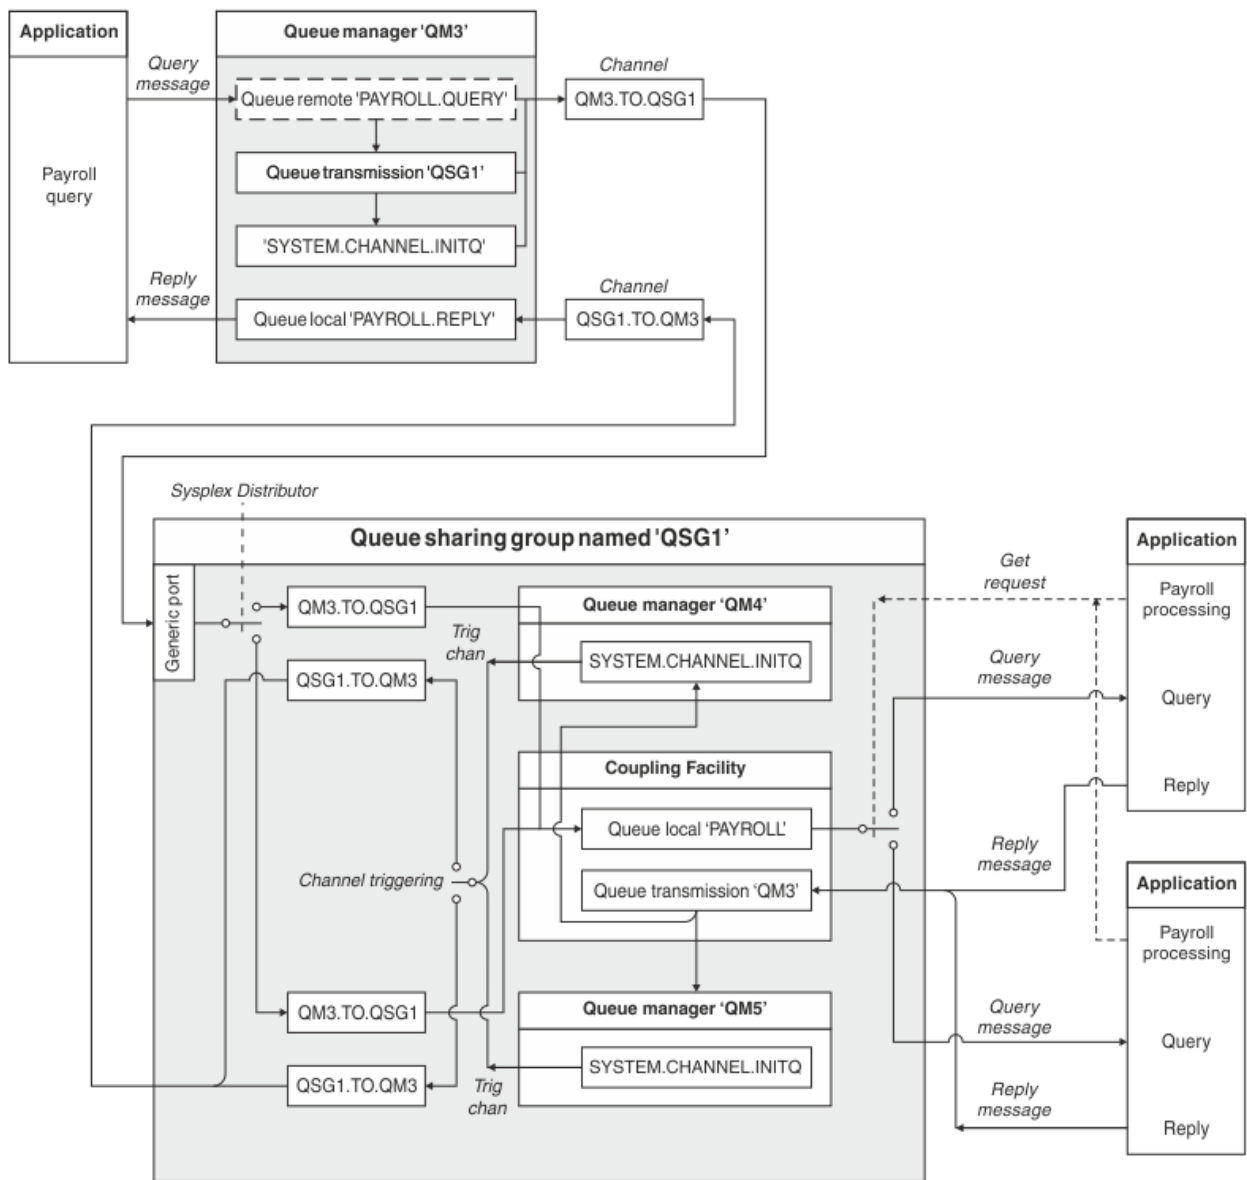 Application
Queue manager 'QM3'
Query
message
Channel
Queue remote 'PAYROLL.QUERY'
QM3.TO.QSG1
Payroll
query
Queue transmission 'QSG1'
'SYSTEM.CHANNEL.INITQ'
Reply
message
Channel
Queue local 'PAYROLL.REPLY'
QSG1.TO.QM3
Sysplex Distributor
Queue sharing group named 'QSG1'
Generic port
QM3.TO.QSG1
QSG1.TO.QM3
Trig
chan
Queue manager ‘QM4’
SYSTEM.CHANNEL.INITQ
Coupling Facility
Queue local ‘PAYROLL’
Queue transmission ‘QM3’
Channel triggering
QM3.TO.QSG1
QSG1.TO.QM3
Trig
chan
Queue manager ‘QM5’
SYSTEM.CHANNEL.INITQ
Get
request
Query
message
Reply
message
Application
Payroll
processing
Query
Reply
Query
message
Reply
message
Application
Payroll
processing
Query
Reply